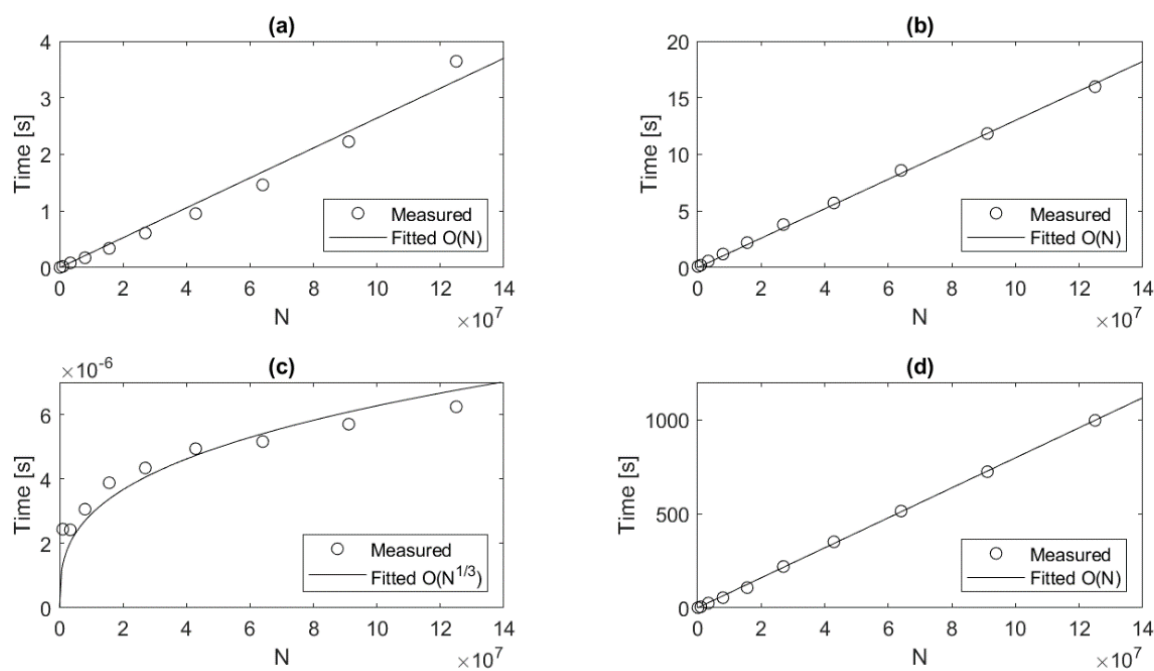 (a)
4
3
2
1
0
Time [s]
Measured
Fitted O(N)
0 2 4 6 8 10 12 14
N
×10^7
(b)
20
15
10
5
0
Time [s]
Measured
Fitted O(N)
0 2 4 6 8 10 12 14
N
×10^7
(c)
×10^-6
6
4
2
0
Time [s]
Measured
Fitted O(N^1/3)
0 2 4 6 8 10 12 14
N
×10^7
(d)
1000
500
0
Time [s]
Measured
Fitted O(N)
0 2 4 6 8 10 12 14
N
×10^7